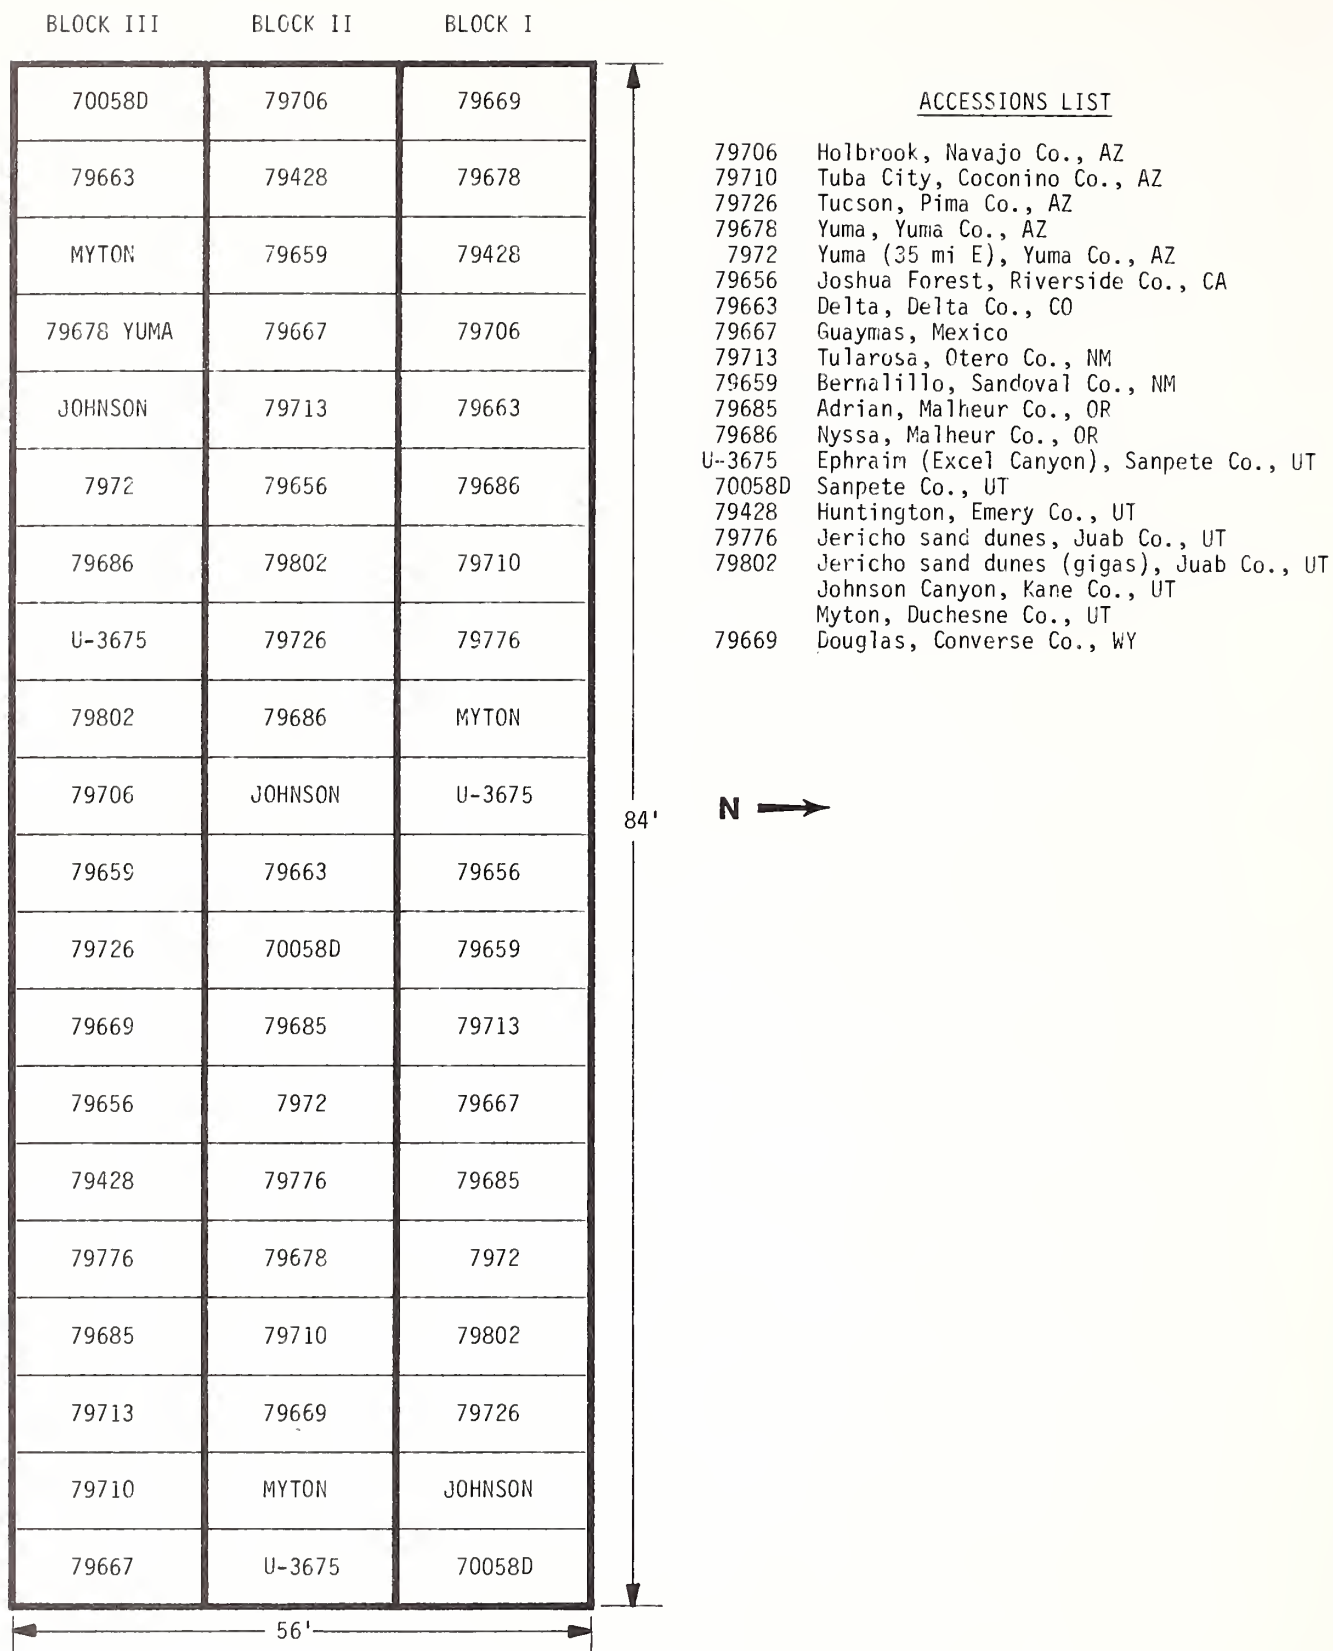 BLOCK III BLOCK II BLOCK I
70058D 79706 79669
79663 79428 79678
MYTON 79659 79428
79678 YUMA 79667 79706
JOHNSON 79713 79663
7972 79656 79686
79686 79802 79710
U-3675 79726 79776
79802 79686 MYTON
79706 JOHNSON U-3675
79659 79663 79656
79726 70058D 79659
79669 79685 79713
79656 7972 79667
79428 79776 79685
79776 79678 7972
79685 79710 79802
79713 79669 79726
79710 MYTON JOHNSON
79667 U-3675 70058D
56'
84'
ACCESSIONS LIST
79706 Holbrook, Navajo Co., AZ
79710 Tuba City, Coconino Co., AZ
79726 Tucson, Pima Co., AZ
79678 Yuma, Yuma Co., AZ
7972 Yuma (35 mi E), Yuma Co., AZ
79656 Joshua Forest, Riverside Co., CA
79663 Delta, Delta Co., CO
79667 Guaymas, Mexico
79713 Tularosa, Otero Co., NM
79659 Bernalillo, Sandoval Co., NM
79685 Adrian, Malheur Co., OR
79686 Nyssa, Malheur Co., OR
U-3675 Ephraim (Excel Canyon), Sanpete Co., UT
70058D Sanpete Co., UT
79428 Huntington, Emery Co., UT
79776 Jericho sand dunes, Juab Co., UT
79802 Jericho sand dunes (gigas), Juab Co., UT
Johnson Canyon, Kane Co., UT
Myton, Duchesne Co., UT
79669 Douglas, Converse Co., WY
N